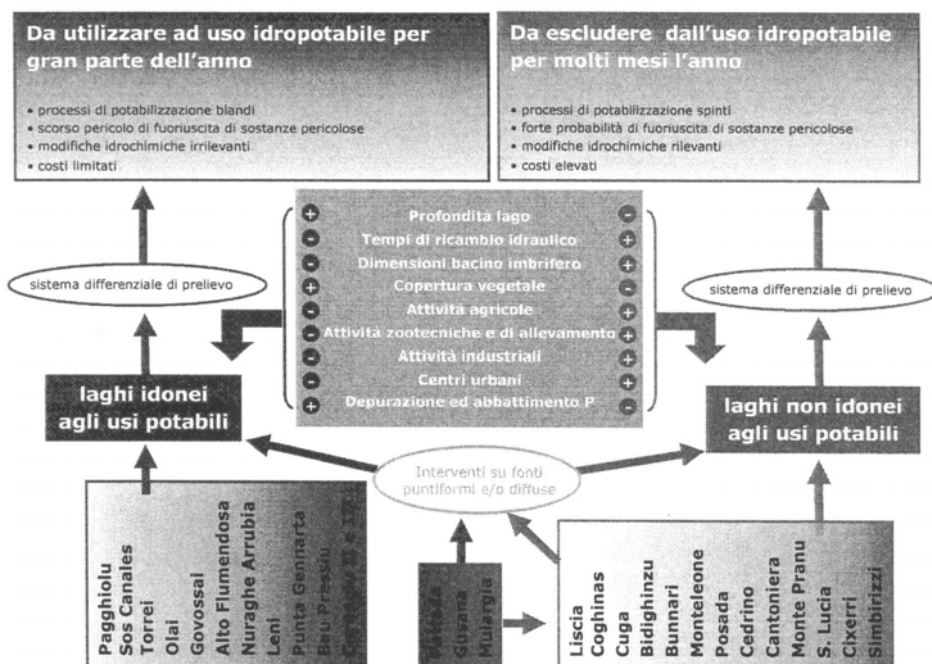 Da utilizzare ad uso idropotabile per
gran parte dell'anno
• processi di potabilizzazione blandi
• scorso pericolo di fuoriuscita di sostanze pericolose
• modifiche idrochimiche irrilevanti
• costi limitati
Da escludere dall'uso idropotabile
per molti mesi l'anno
• processi di potabilizzazione spinti
• forte probabilità di fuoriuscita di sostanze pericolose
• modifiche idrochimiche rilevanti
• costi elevati
+ Profondità lago -
- Tempi di ricambio idraulico +
- Dimensioni bacino imbrifero +
+ Copertura vegetale -
- Attività agricole +
- Attività zootecniche e di allevamento +
- Attività industriali +
- Centri urbani +
+ Depurazione ed abbattimento P -
sistema differenziale di prelievo
sistema differenziale di prelievo
laghi idonei
agli usi potabili
laghi non idonei
agli usi potabili
Interventi su fonti
puntiformi e/o diffuse
Pagghiolu
Sos Canales
Torrei
Olai
Govossai
Alto Flumendosa
Nuraghe Arrubia
Leni
Punta Gennarta
Bau Pressiu
Gusana
Mulargia
Liscia
Coghinas
Cuga
Bidighinzu
Bunnari
Monteleone
Posada
Cedrino
Cantoniera
Monte Pranu
S. Lucia
Cixerri
Simbirizzi